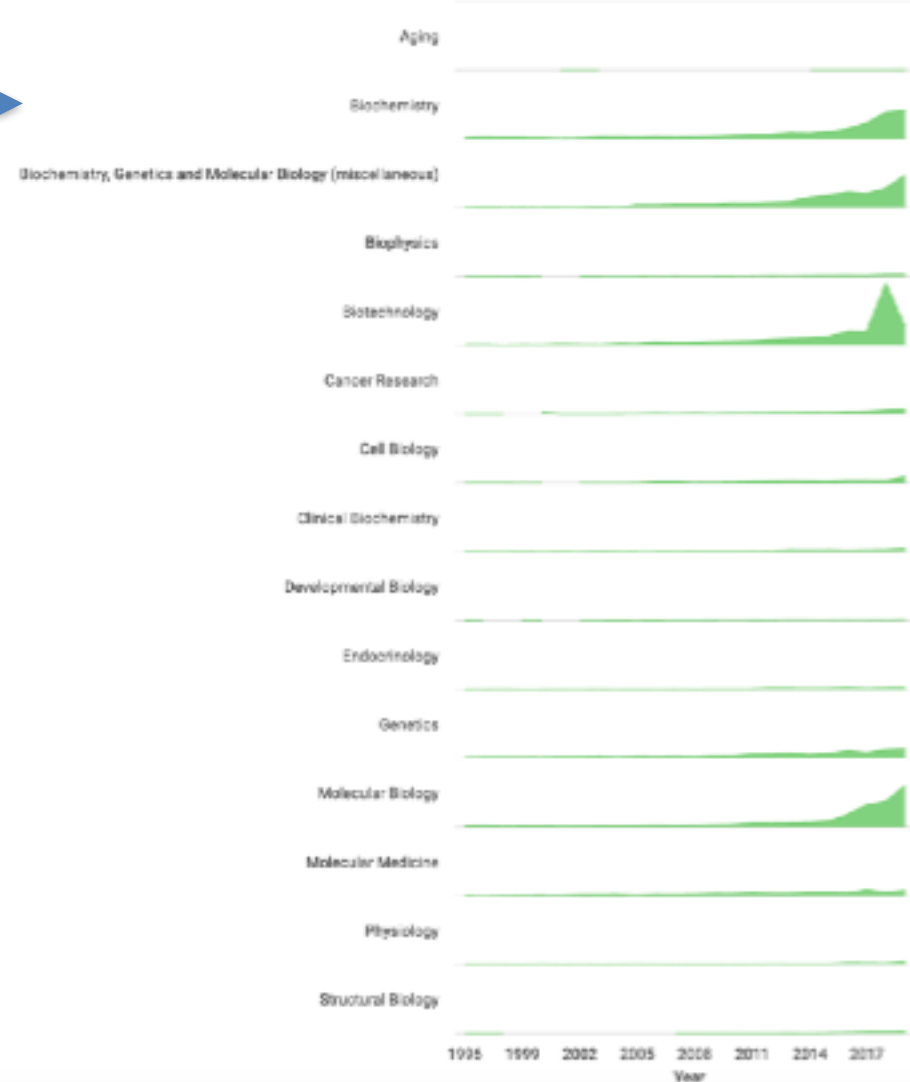 Aging
Biochemistry
Biochemistry, Genetics and Molecular Biology (miscellaneous)
Biophysics
Biotechnology
Cancer Research
Cell Biology
Clinical Biochemistry
Developmental Biology
Endocrinology
Genetics
Molecular Biology
Molecular Medicine
Physiology
Structural Biology
1996 1999 2002 2005 2008 2011 2014 2017
Year